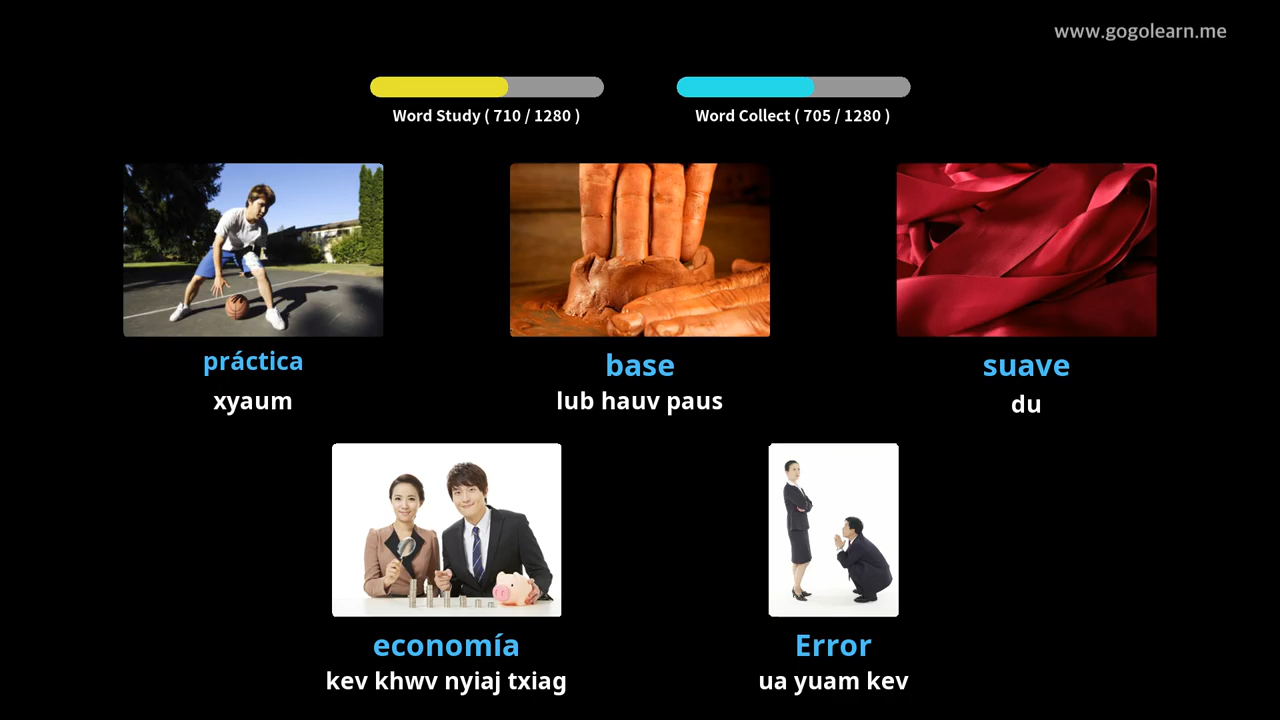 www.gogolearn.me
Word Study ( 710 / 1280 )
Word Collect ( 705 / 1280 )
práctica
xyaum
base
lub hauv paus
suave
du
economía
kev khwv nyiaj txiag
Error
ua yuam kev